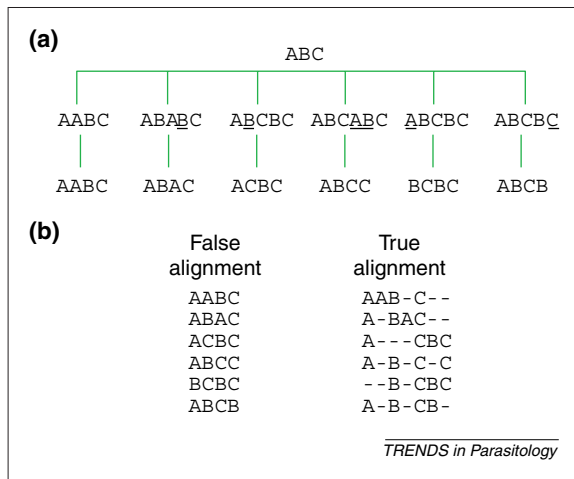 (a)
ABC
AABC ABABC ABCBC ABCABC ABCBC ABCBC
AABC ABAC ACBC ABCC BCBC ABCB
(b)
False alignment
True alignment
AABC AAB-C--
ABAC A-BAC--
ACBC A---CBC
ABCC A-B-C-C
BCBC --B-CBC
ABCB A-B-CB-
TRENDS in Parasitology